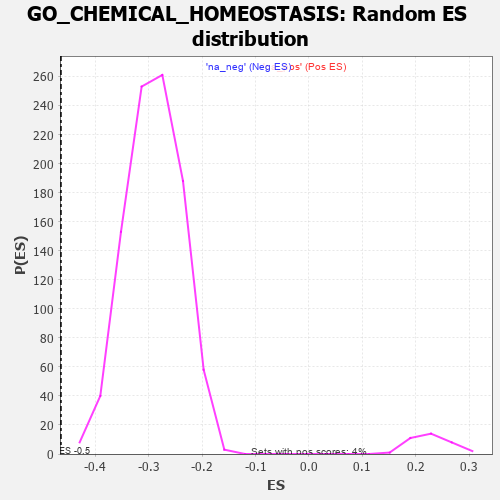 GO_CHEMICAL_HOMEOSTASIS: Random ES
distribution
'na_neg' (Neg ES) os' (Pos ES)
260
240
220
200
180
160
140
120
100
80
60
40
20
0
P(ES)
ES -0.5
Sets with pos scores: 4%
-0.4 -0.3 -0.2 -0.1 0.0 0.1 0.2 0.3
ES